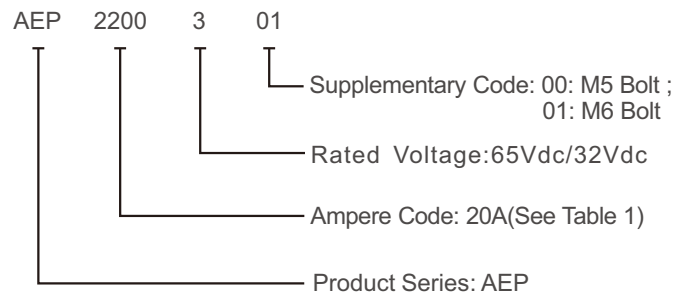 AEP 2200 3 01
Supplementary Code: 00: M5 Bolt ;
01: M6 Bolt
Rated Voltage:65Vdc/32Vdc
Ampere Code: 20A(See Table 1)
Product Series: AEP